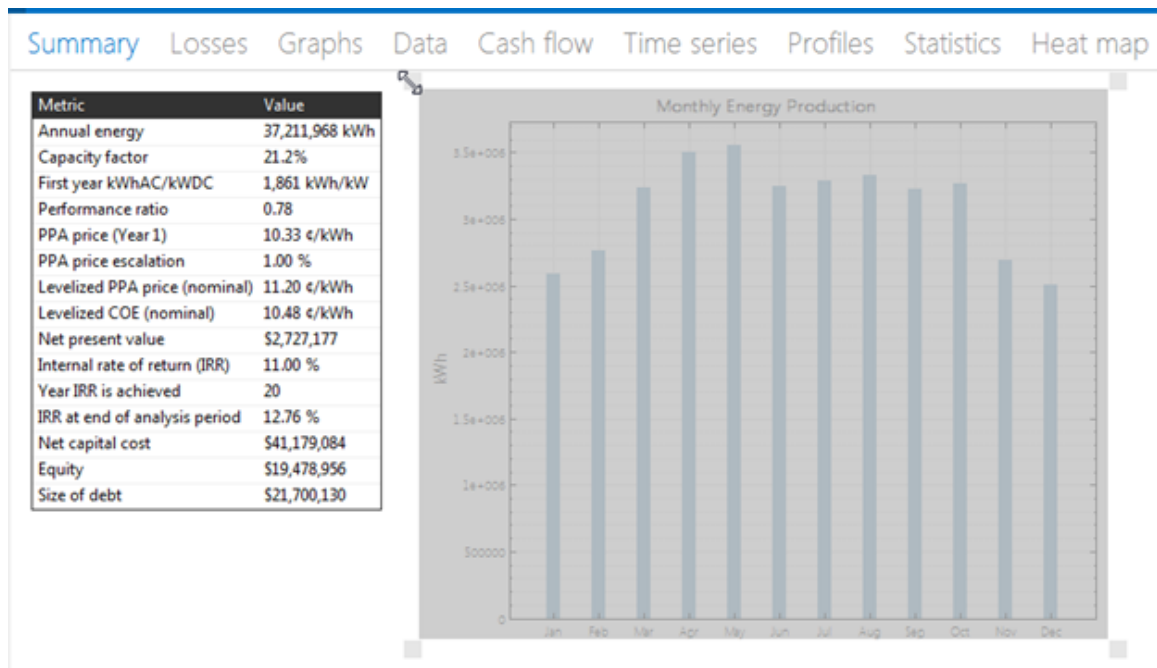 Summary Losses Graphs Data Cash flow Time series Profiles Statistics Heat map
Metric Value
Annual energy 37,211,968 kWh
Capacity factor 21.2%
First year kWhAC/kWDC 1,861 kWh/kW
Performance ratio 0.78
PPA price (Year 1) 10.33 ¢/kWh
PPA price escalation 1.00 %
Levelized PPA price (nominal) 11.20 ¢/kWh
Levelized COE (nominal) 10.48 ¢/kWh
Net present value $2,727,177
Internal rate of return (IRR) 11.00 %
Year IRR is achieved 20
IRR at end of analysis period 12.76 %
Net capital cost $41,179,084
Equity $19,478,956
Size of debt $21,700,130
Monthly Energy Production
3.5e+006
3e+006
2.5e+006
2e+006
kWh
1.5e+006
1e+006
500000
0
Jan Feb Mar Apr May Jun Jul Aug Sep Oct Nov Dec